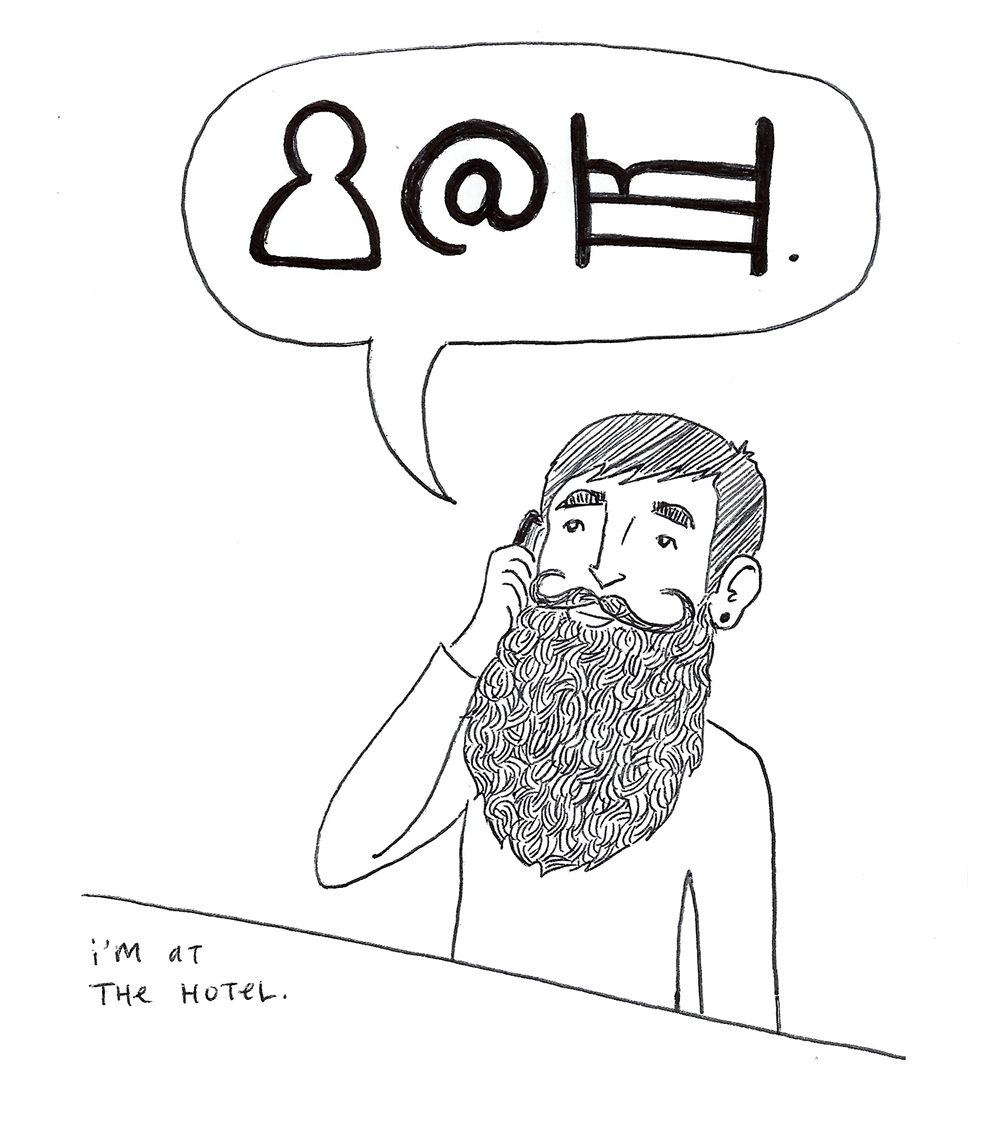 @ .
i'm at
the hotel.